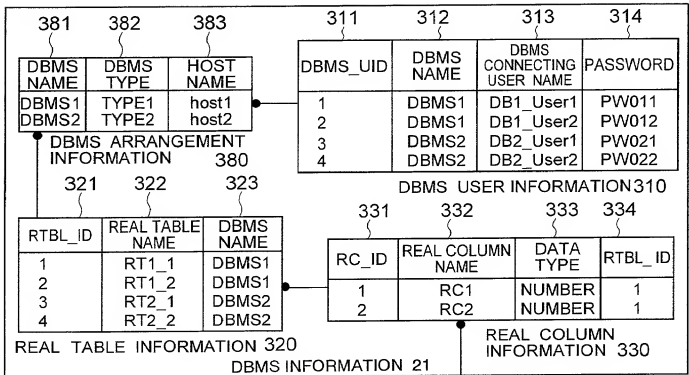 381 382 383 311 312 313 314
DBMS NAME DBMS TYPE HOST NAME
DBMS1 TYPE1 host1
DBMS2 TYPE2 host2
DBMS ARRANGEMENT
INFORMATION
380
DBMS_UID DBMS NAME DBMS CONNECTING USER NAME PASSWORD
1 DBMS1 DB1_User1 PW011
2 DBMS1 DB1_User2 PW012
3 DBMS2 DB2_User1 PW021
4 DBMS2 DB2_User2 PW022
DBMS USER INFORMATION 310
321 322 323
RTBL_ID REAL TABLE NAME DBMS NAME
1 RT1_1 DBMS1
2 RT1_2 DBMS1
3 RT2_1 DBMS2
4 RT2_2 DBMS2
REAL TABLE INFORMATION 320
331 332 333 334
RC_ID REAL COLUMN NAME DATA TYPE RTBL_ID
1 RC1 NUMBER 1
2 RC2 NUMBER 1
REAL COLUMN
INFORMATION 330
DBMS INFORMATION 21